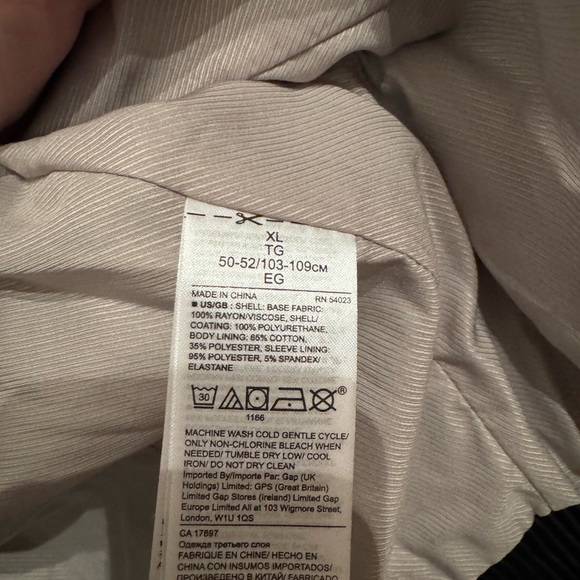 XL
TG
50-52/103-109CM
EG
MADE IN CHINA RN 54023
■ US/GB : SHELL: BASE FABRIC:
100% RAYON/VISCOSE, SHELL/
COATING: 100% POLYURETHANE,
BODY LINING: 65% COTTON,
35% POLYESTER, SLEEVE LINING:
95% POLYESTER, 5% SPANDEX/
ELASTANE
30
®
1166
MACHINE WASH COLD GENTLE CYCLE/
ONLY NON-CHLORINE BLEACH WHEN
NEEDED/ TUMBLE DRY LOW/ COOL
IRON/ DO NOT DRY CLEAN
Imported By/Importe Par: Gap (UK
Holdings) Limited: GPS (Great Britain)
Limited Gap Stores (Ireland) Limited Gap
Europe Limited All at 103 Wigmore Street,
London, W1U 1QS
CA 17897
Одежда третьего слоя
FABRIQUÉ EN CHINE/ HECHO EN
CHINA CON INSUMOS IMPORTADOS/
ПРОИЗВЕДЕНО В КИТАЕ/ FABRICADO